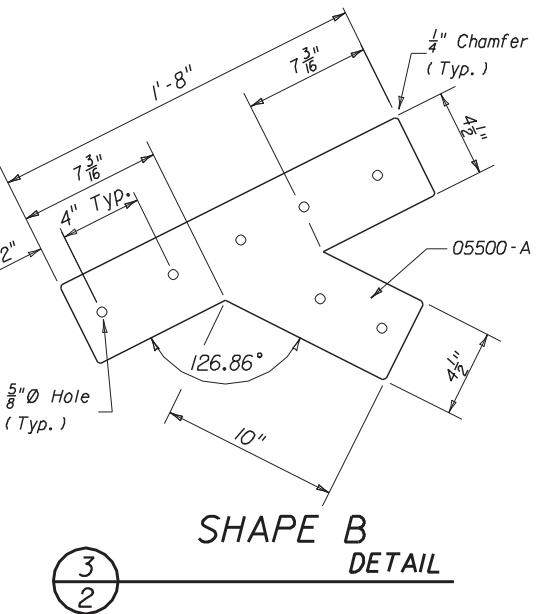 1/4" Chamfer
(Typ.)
1'-8"
7 3/16"
4 1/2"
7 3/16"
4" Typ.
2"
05500-A
126.86°
4 1/2"
5/8"Ø Hole
(Typ.)
10"
SHAPE B
DETAIL
3
2